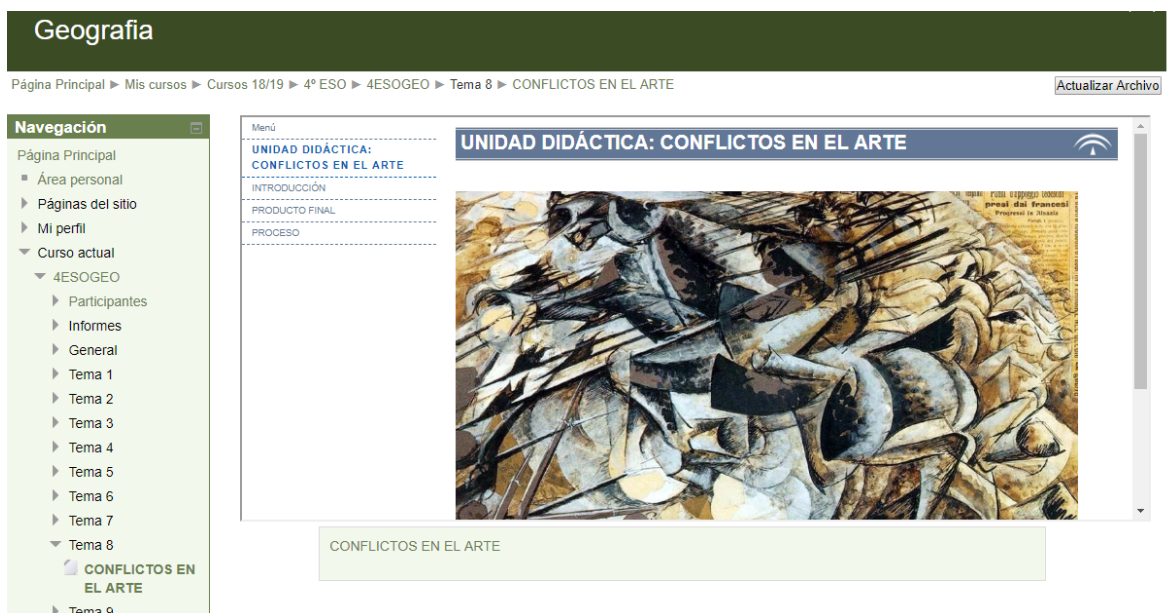 Geografia
Página Principal ► Mis cursos ► Cursos 18/19 ► 4º ESO ► 4ESOGEO ► Tema 8 ► CONFLICTOS EN EL ARTE
Actualizar Archivo
Navegación
Página Principal
Área personal
Páginas del sitio
Mi perfil
Curso actual
4ESOGEO
Participantes
Informes
General
Tema 1
Tema 2
Tema 3
Tema 4
Tema 5
Tema 6
Tema 7
Tema 8
CONFLICTOS EN
EL ARTE
Tema 9
Menú
UNIDAD DIDÁCTICA:
CONFLICTOS EN EL ARTE
INTRODUCCIÓN
PRODUCTO FINAL
PROCESO
UNIDAD DIDÁCTICA: CONFLICTOS EN EL ARTE
presi dai francesi
Progressi in Alsazia
CONFLICTOS EN EL ARTE